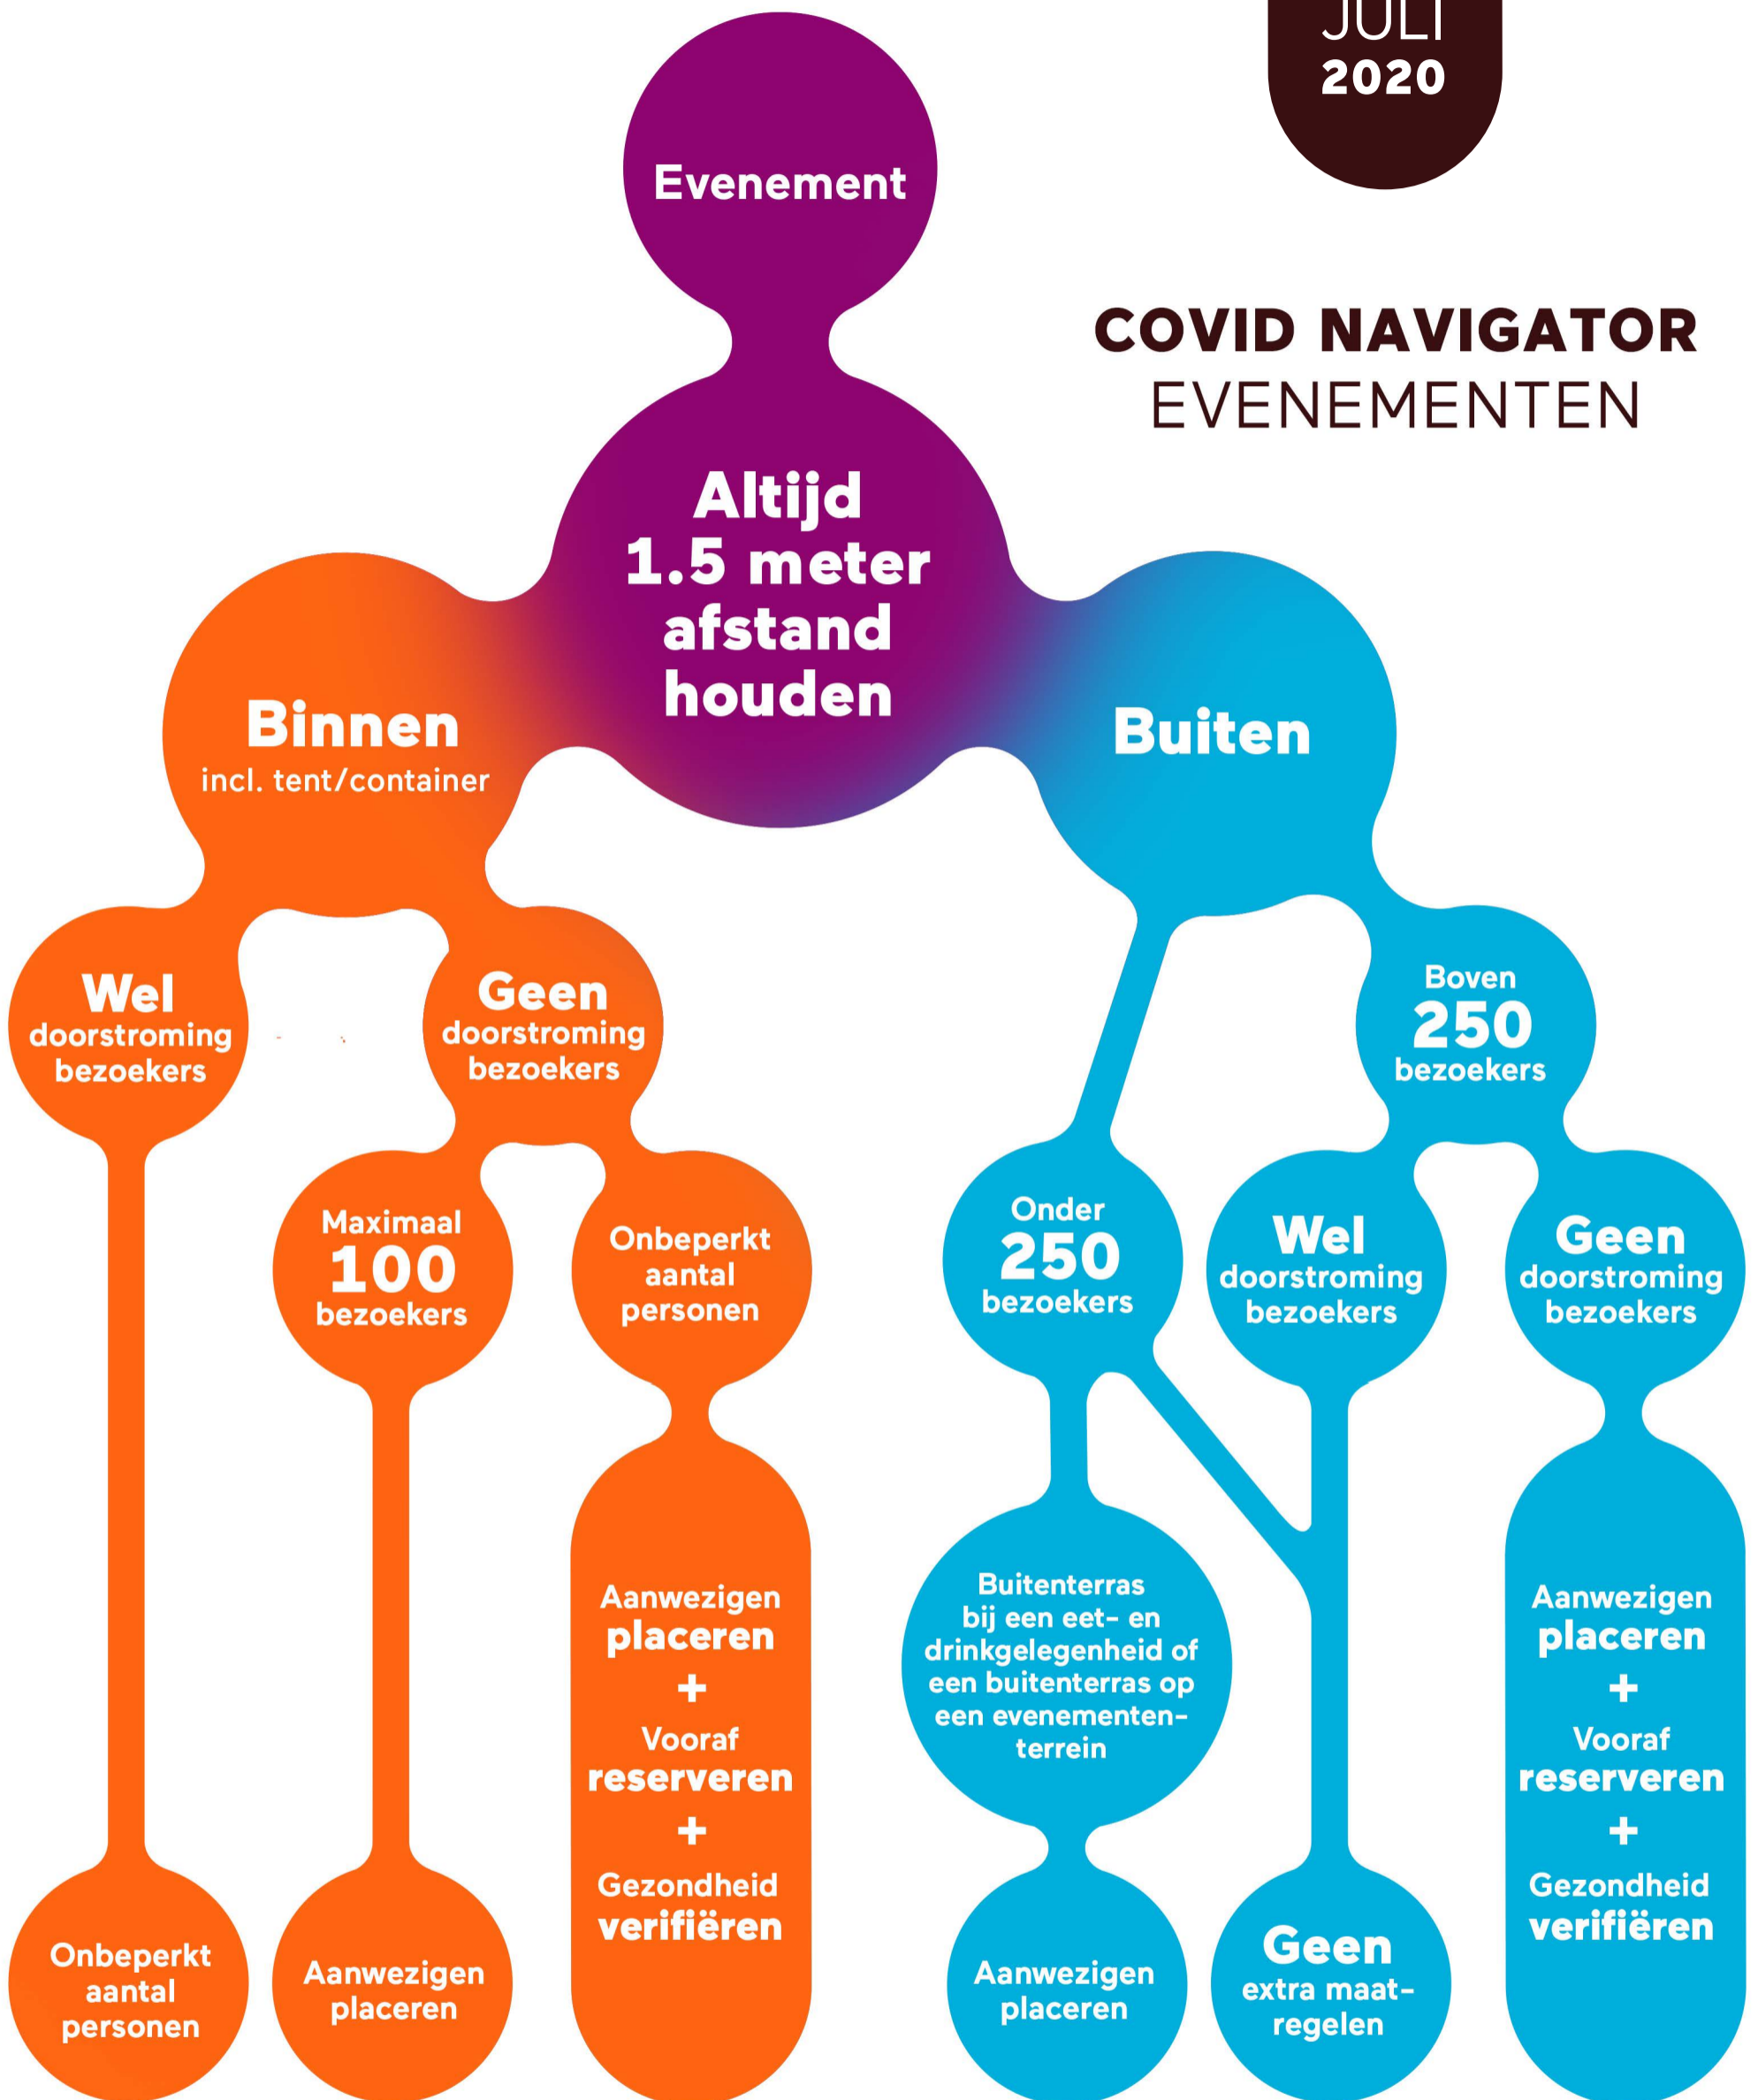 JULI
2020
Evenement
COVID NAVIGATOR
EVENEMENTEN
Altijd
1.5 meter
afstand
houden
Binnen
incl. tent/container
Buiten
Wel
doorstroming
bezoekers
Geen
doorstroming
bezoekers
Boven
250
bezoekers
Maximaal
100
bezoekers
Onbeperkt
aantal
personen
Onder
250
bezoekers
Wel
doorstroming
bezoekers
Geen
doorstroming
bezoekers
Aanwezigen
placeren
+
Vooraf
reserveren
+
Gezondheid
verifiëren
Buitenterras
bij een eet- en
drinkgelegenheid of
een buitenterras op
een evenementen-
terrein
Aanwezigen
placeren
+
Vooraf
reserveren
+
Gezondheid
verifiëren
Onbeperkt
aantal
personen
Aanwezigen
placeren
Aanwezigen
placeren
Geen
extra maat-
regelen